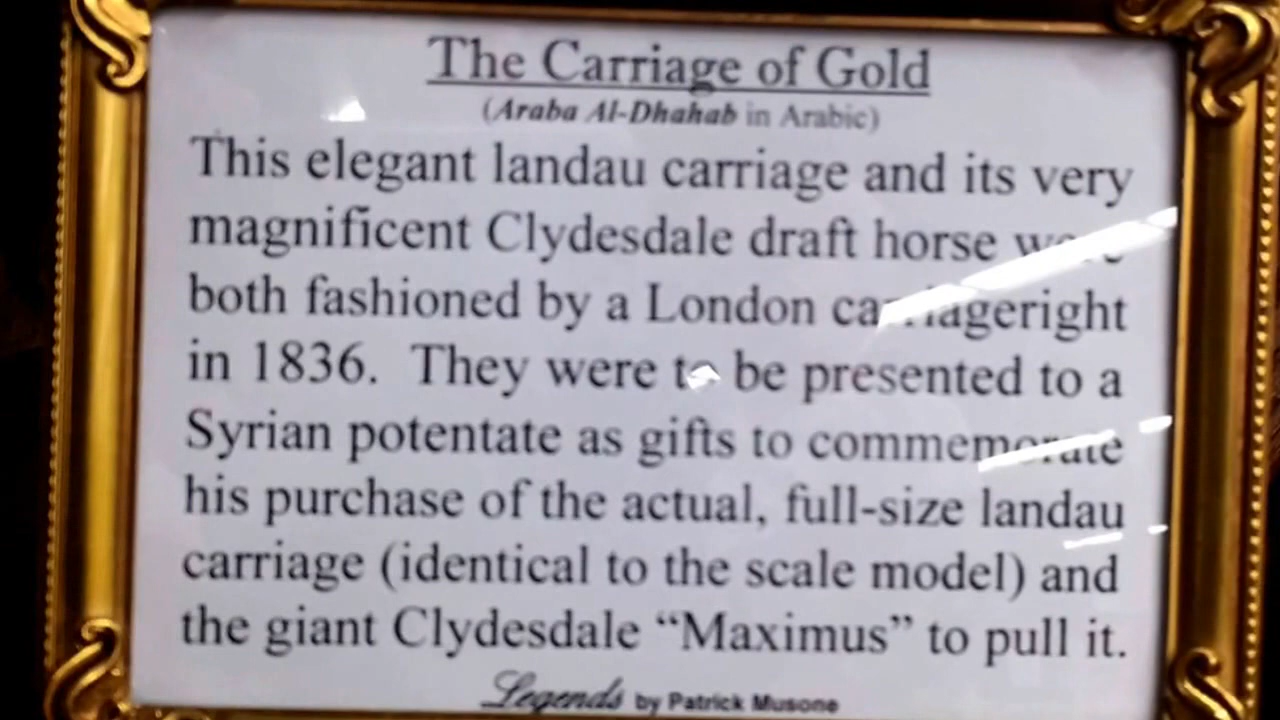 The Carriage of Gold
(Araba Al-Dhahab in Arabic)
This elegant landau carriage and its very
magnificent Clydesdale draft horse were
both fashioned by a London carriageright
in 1836. They were to be presented to a
Syrian potentate as gifts to commemorate
his purchase of the actual, full-size landau
carriage (identical to the scale model) and
the giant Clydesdale “Maximus” to pull it.
Legends by Patrick Musone